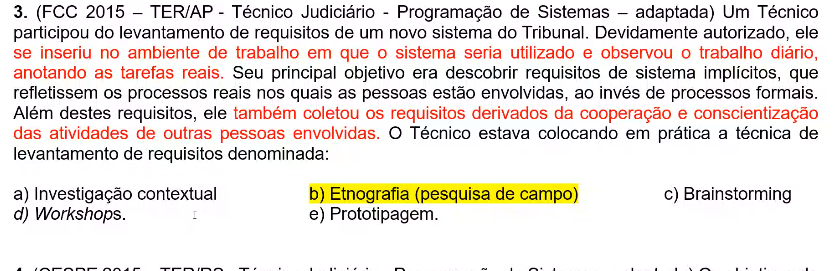 3. (FCC 2015 – TER/AP - Técnico Judiciário - Programação de Sistemas – adaptada) Um Técnico
participou do levantamento de requisitos de um novo sistema do Tribunal. Devidamente autorizado, ele
se inseriu no ambiente de trabalho em que o sistema seria utilizado e observou o trabalho diário,
anotando as tarefas reais. Seu principal objetivo era descobrir requisitos de sistema implícitos, que
refletissem os processos reais nos quais as pessoas estão envolvidas, ao invés de processos formais.
Além destes requisitos, ele também coletou os requisitos derivados da cooperação e conscientização
das atividades de outras pessoas envolvidas. O Técnico estava colocando em prática a técnica de
levantamento de requisitos denominada:
a) Investigação contextual b) Etnografia (pesquisa de campo) c) Brainstorming
d) Workshops. e) Prototipagem.